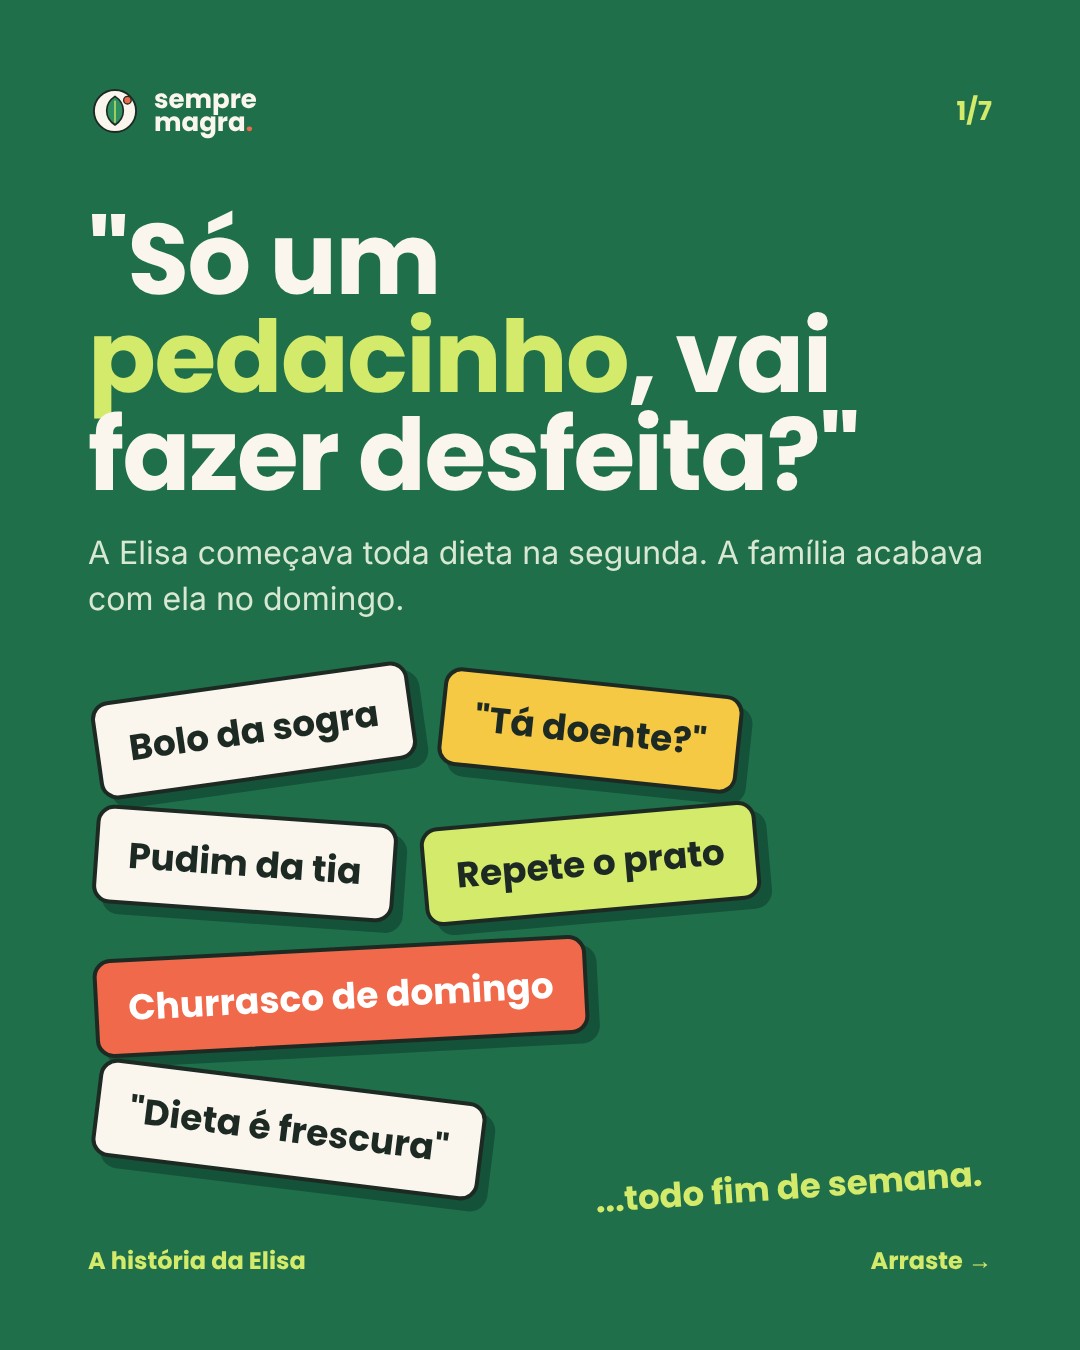 sempre
magra.
1/7
"Só um
pedacinho, vai
fazer desfeita?"
A Elisa começava toda dieta na segunda. A família acabava
com ela no domingo.
Bolo da sogra
"Tá doente?"
Pudim da tia
Repete o prato
Churrasco de domingo
"Dieta é frescura"
...todo fim de semana.
A história da Elisa
Arraste →